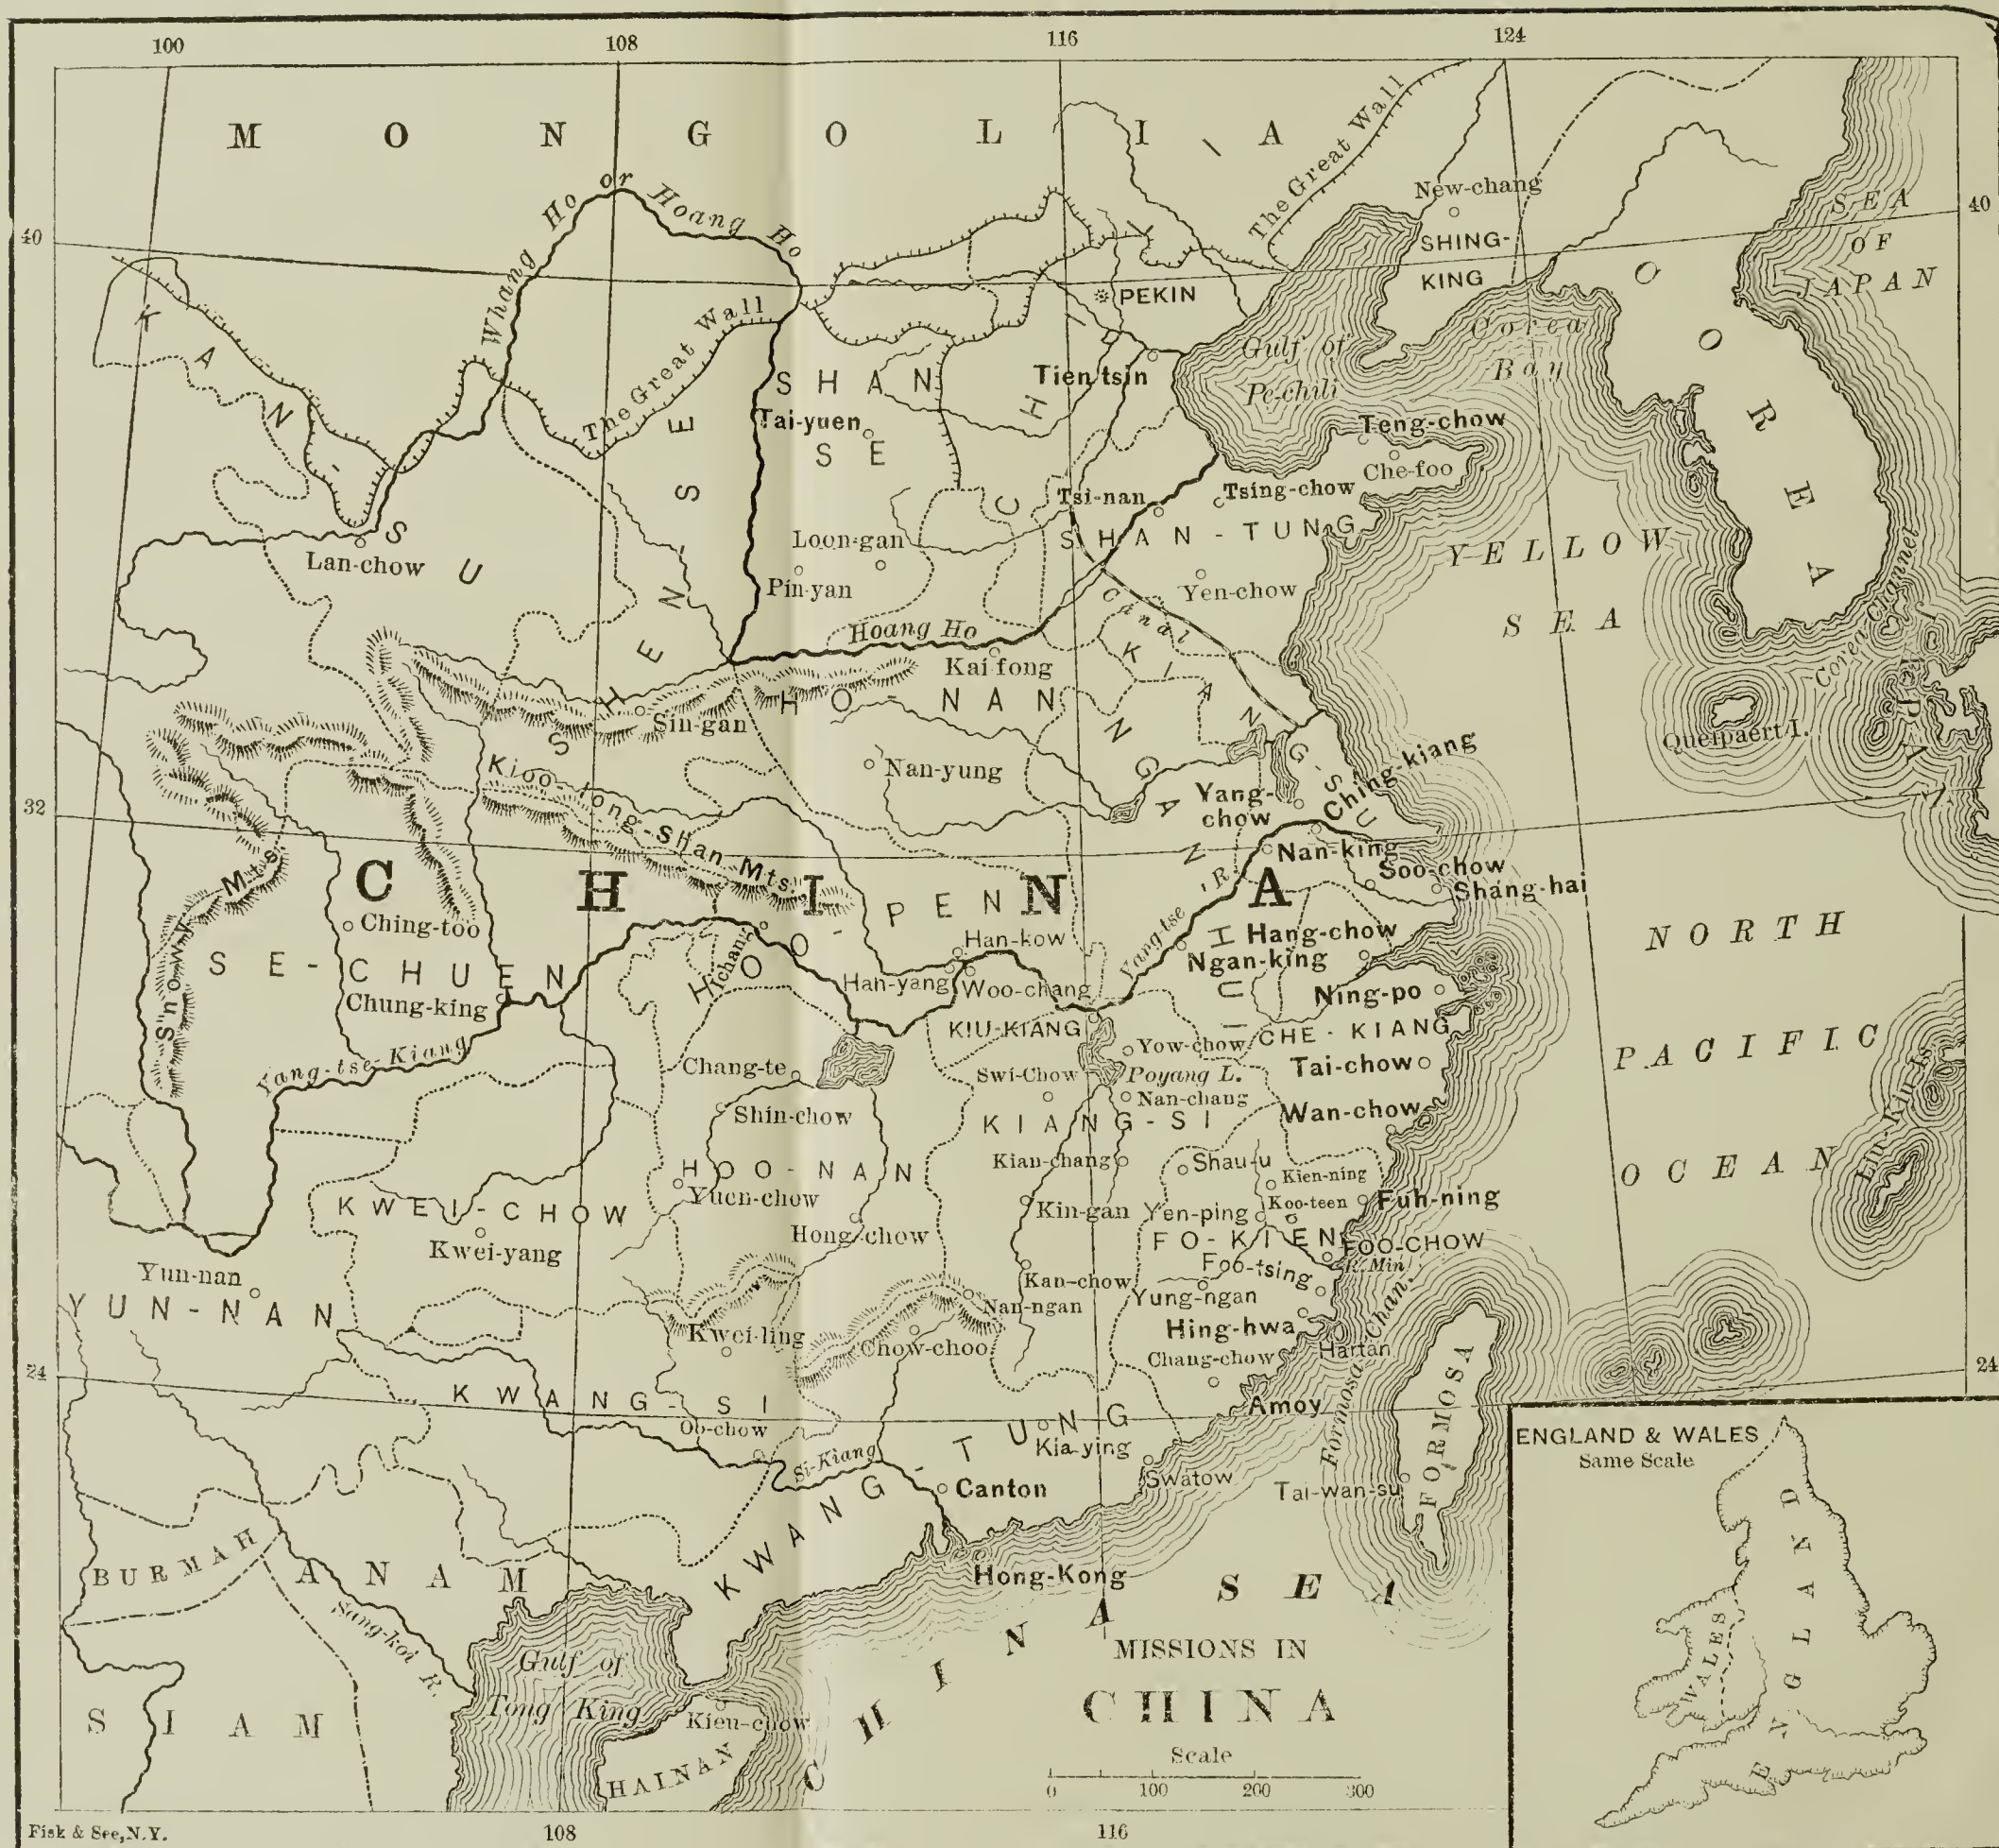 100 108 116 124
MONGOLIA
The Great Wall
Whang Ho or Hoang Ho
New-chang
SEA
OF
JAPAN
40 40
SHING-
KING
PEKIN
KAN-SU
The Great Wall
Gulf of
Pe-chili
Corea
Bay
COREA
SHAN
SE
Tien tsin
Tai-yuen
CHI-LI
Teng-chow
Che-foo
Tsi-nan
Tsing-chow
SHAN-TUNG
SHEN-SE
Lan-chow
Loon-gan
Pin-yan
Yen-chow
YELLOW
SEA
Canal
Hoang Ho
Kai fong
Corea Channel
JAPAN
Sin-gan
HO-NAN
KIANG-SU
Quelpaert I.
NGAN-HUI
Nan-yung
Kioo-long-Shan-Mts.
Ching-kiang
Yang-
chow
32
Nan-king
Soo-chow
Shang-hai
CHINA
Snowy Mts.
Ching-too
SE-CHUEN
HOO-PEN
Han-kow
Yang-tse R.
Hang-chow
Ngan-king
Ichang
Han-yang
Woo-chang
Ning-po
NORTH
PACIFIC
OCEAN
Chung-king
KIU-KIANG
CHE-KIANG
Yang-tse-Kiang
Yow-chow
Chang-te
Swi-Chow
Poyang L.
Tai-chow
Nan-chang
Shin-chow
KIANG-SI
Wan-chow
HOO-NAN
Kian-chang
Shau-u
Kien-ning
Yuen-chow
Koo-teen
Fuh-ning
KWEI-CHOW
Kin-gan
Yen-ping
Hong-chow
Kwei-yang
FO-KIEN
FOO-CHOW
R. Min
Foo-tsing
Yun-nan
Kan-chow
YUN-NAN
Nan-ngan
Yung-ngan
Kwei-ling
Chow-choo
Hing-hwa
Hartan
Formosa Chan.
Chang-chow
24 24
KWANG-SI
Amoy
FORMOSA
Oo-chow
KWANG-TUNG
Kia-ying
Si-Kiang
Swatow
Tai-wan-su
Canton
BURMAH
ANAM
Hong-Kong
CHINA SEA
Sang-koi R.
Gulf of
Tong King
SIAM
Kieu-chow
HAINAN
MISSIONS IN
CHINA
Scale
0 100 200 300
ENGLAND & WALES
Same Scale
ENGLAND
WALES
Fisk & See, N.Y.
108 116